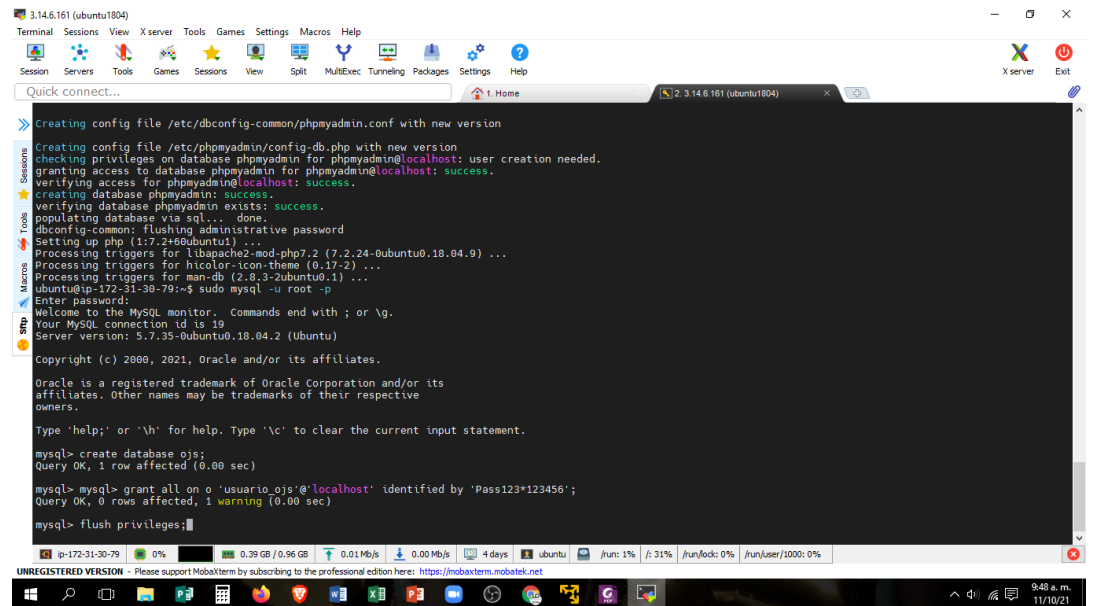 3.14.6.161 (ubuntu1804)
Terminal Sessions View X server Tools Games Settings Macros Help
Session Servers Tools Games Sessions View Split MultiExec Tunneling Packages Settings Help X server Exit
Quick connect...
1. Home
2. 3.14.6.161 (ubuntu1804)
Sessions
Tools
Macros
Sftp
Creating config file /etc/dbconfig-common/phpmyadmin.conf with new version
Creating config file /etc/phpmyadmin/config-db.php with new version
checking privileges on database phpmyadmin for phpmyadmin@localhost: user creation needed.
granting access to database phpmyadmin for phpmyadmin@localhost: success.
verifying access for phpmyadmin@localhost: success.
creating database phpmyadmin: success.
verifying database phpmyadmin exists: success.
populating database via sql... done.
dbconfig-common: flushing administrative password
Setting up php (1:7.2+60ubuntu1) ...
Processing triggers for libapache2-mod-php7.2 (7.2.24-0ubuntu0.18.04.9) ...
Processing triggers for hicolor-icon-theme (0.17-2) ...
Processing triggers for man-db (2.8.3-2ubuntu0.1) ...
ubuntu@ip-172-31-30-79:~$ sudo mysql -u root -p
Enter password:
Welcome to the MySQL monitor. Commands end with ; or \g.
Your MySQL connection id is 19
Server version: 5.7.35-0ubuntu0.18.04.2 (Ubuntu)
Copyright (c) 2000, 2021, Oracle and/or its affiliates.
Oracle is a registered trademark of Oracle Corporation and/or its
affiliates. Other names may be trademarks of their respective
owners.
Type 'help;' or '\h' for help. Type '\c' to clear the current input statement.
mysql> create database ojs;
Query OK, 1 row affected (0.00 sec)
mysql> mysql> grant all on o 'usuario_ojs'@'localhost' identified by 'Pass123*123456';
Query OK, 0 rows affected, 1 warning (0.00 sec)
mysql> flush privileges;
ip-172-31-30-79 0% 0.39 GB / 0.96 GB 0.01 Mb/s 0.00 Mb/s 4 days ubuntu /run: 1% /: 31% /run/lock: 0% /run/user/1000: 0%
UNREGISTERED VERSION - Please support MobaXterm by subscribing to the professional edition here: https://mobaxterm.mobatek.net
9:48 a. m.
11/10/21